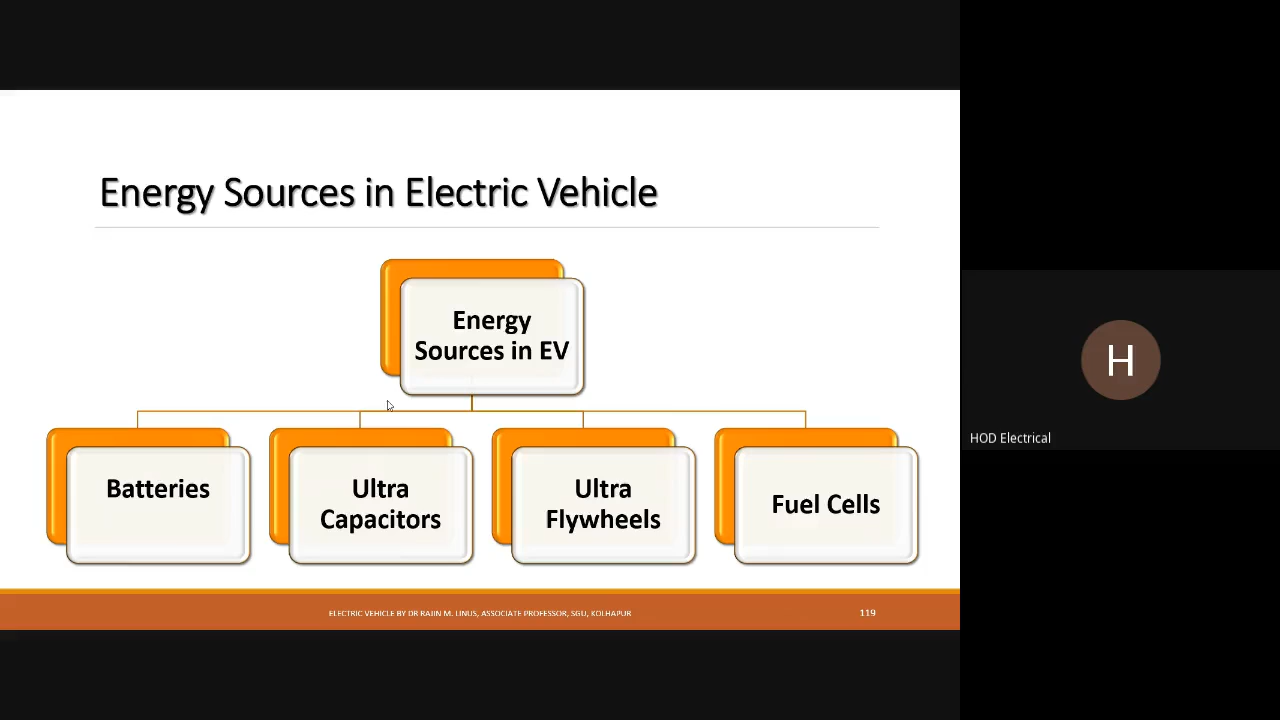 Energy Sources in Electric Vehicle
Energy
Sources in EV
Batteries
Ultra
Capacitors
Ultra
Flywheels
Fuel Cells
ELECTRIC VEHICLE BY DR RAJIN M. LINUS, ASSOCIATE PROFESSOR, SGU, KOLHAPUR
119
H
HOD Electrical